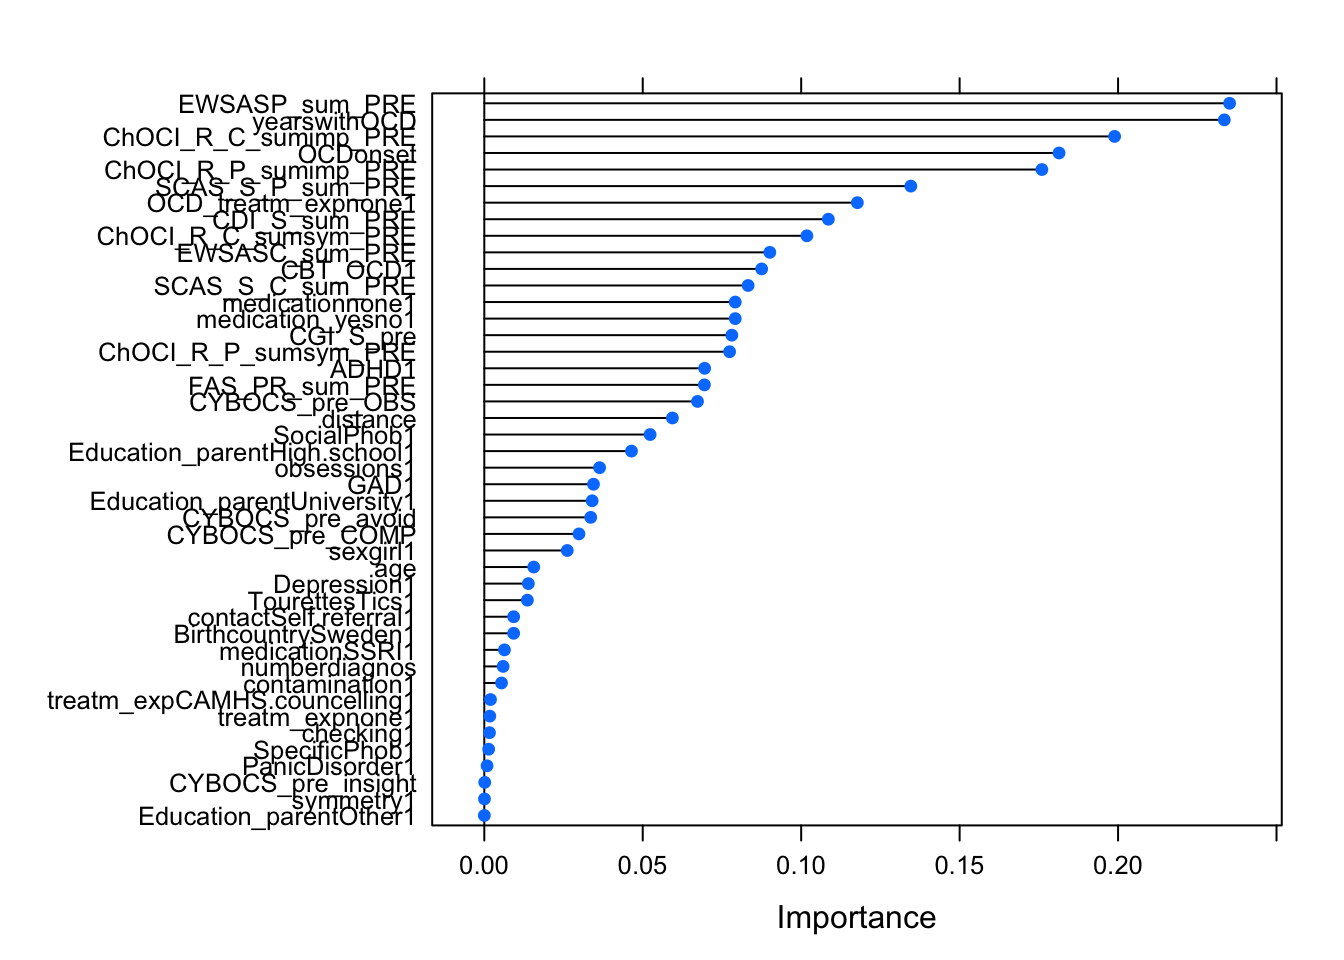 EWSASP_sum_PRE
yearswithOCD
ChOCI_R_C_sumimp_PRE
OCDonset
ChOCI_R_P_sumimp_PRE
SCAS_S_P_sum_PRE
OCD_treatm_expnone1
CDI_S_sum_PRE
ChOCI_R_C_sumsym_PRE
EWSASC_sum_PRE
CBT_OCD1
SCAS_S_C_sum_PRE
medicationnone1
medication_yesno1
CGI_S_pre
ChOCI_R_P_sumsym_PRE
ADHD1
FAS_PR_sum_PRE
CYBOCS_pre_OBS
distance
SocialPhob1
Education_parentHigh.school1
obsessions1
GAD1
Education_parentUniversity1
CYBOCS_pre_avoid
CYBOCS_pre_COMP
sexgirl1
age
Depression1
TourettesTics1
contactSelf.referral1
BirthcountrySweden1
medicationSSRI1
numberdiagnos
contamination1
treatm_expCAMHS.councelling1
treatm_expnone1
checking1
SpecificPhob1
PanicDisorder1
CYBOCS_pre_insight
symmetry1
Education_parentOther1
0.00 0.05 0.10 0.15 0.20
Importance